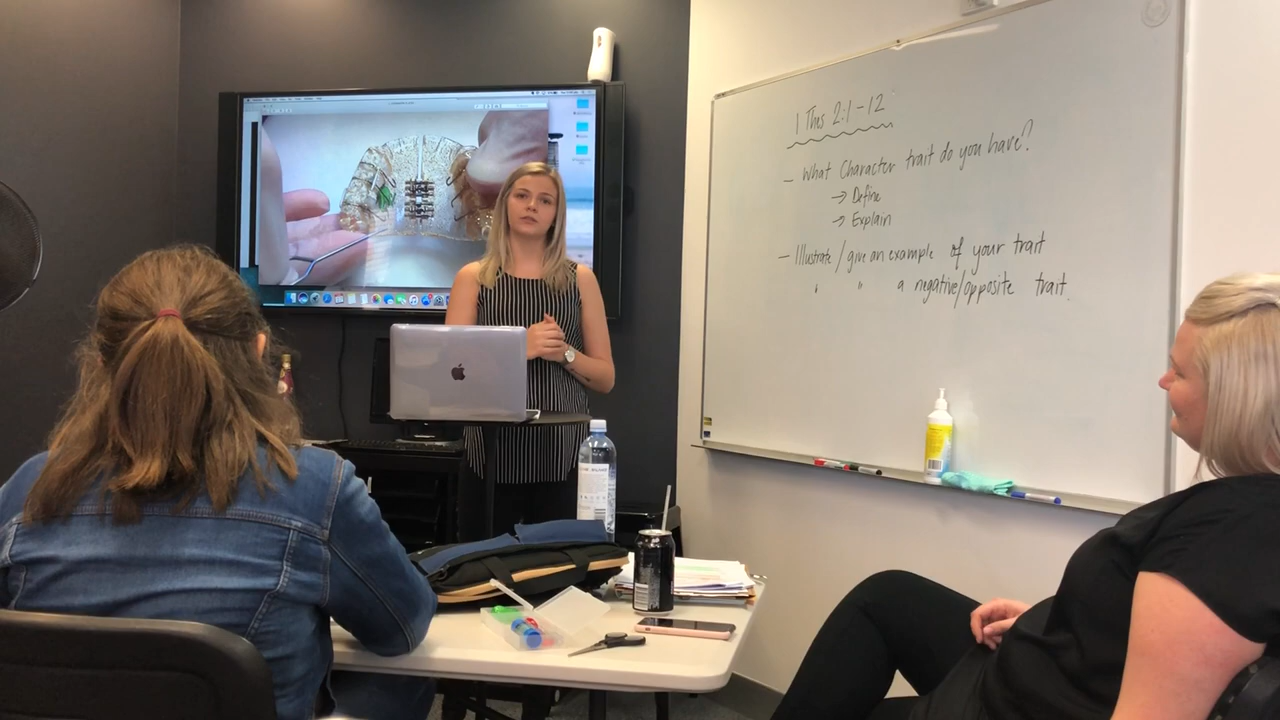 1 Thes 2:1-12
- What Character trait do you have?
→ Define
→ Explain
- Illustrate / give an example of your trait
" " a negative/opposite trait.